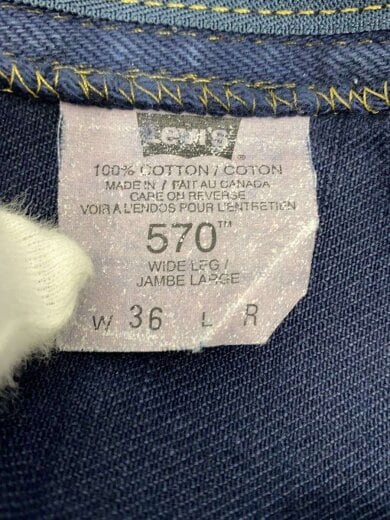 Levi's
®
100% COTTON / COTON
MADE IN / FAIT AU CANADA
CARE ON REVERSE
VOIR A L'ENDOS POUR L'ENTRETIEN
570™
WIDE LEG /
JAMBE LARGE
W 36 L R